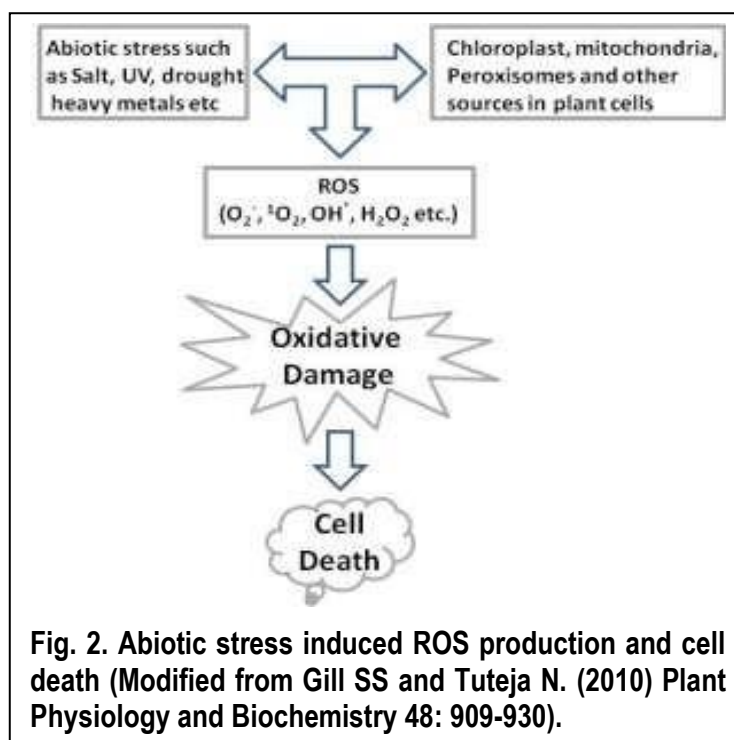 Abiotic stress such
as Salt, UV, drought
heavy metals etc
Chloroplast, mitochondria,
Peroxisomes and other
sources in plant cells
ROS
(O₂⁻, ¹O₂, OH˙, H₂O₂ etc.)
Oxidative
Damage
Cell
Death
Fig. 2. Abiotic stress induced ROS production and cell
death (Modified from Gill SS and Tuteja N. (2010) Plant
Physiology and Biochemistry 48: 909-930).